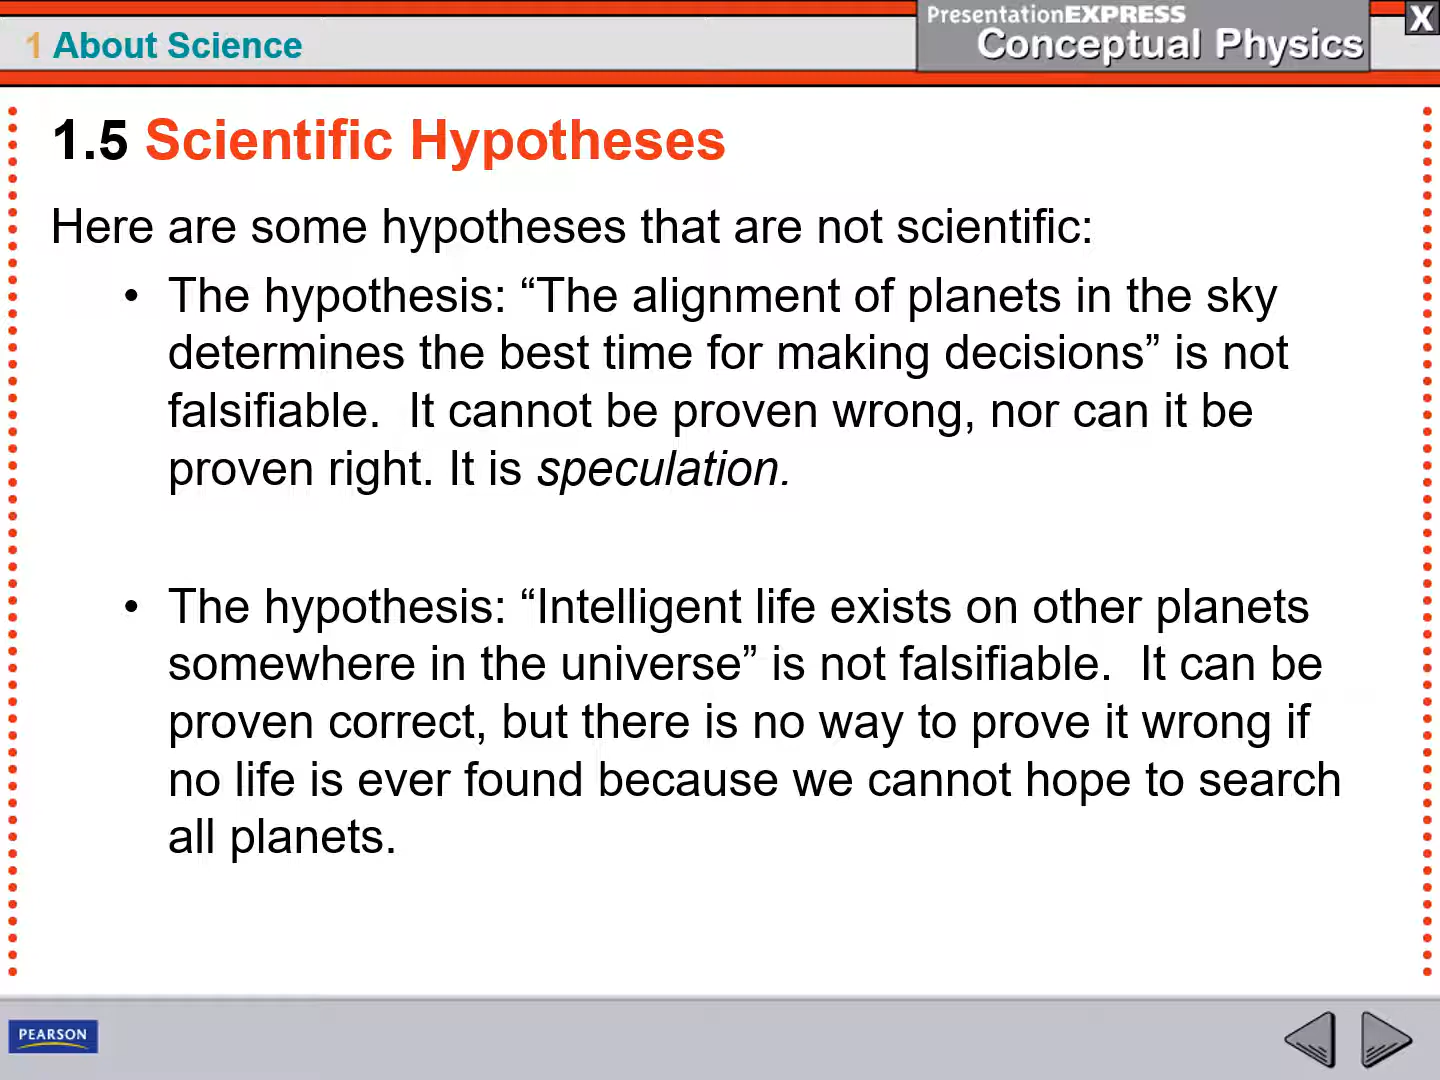 PresentationEXPRESS
Conceptual Physics
X
1 About Science
1.5 Scientific Hypotheses
Here are some hypotheses that are not scientific:
• The hypothesis: “The alignment of planets in the sky
determines the best time for making decisions” is not
falsifiable.  It cannot be proven wrong, nor can it be
proven right. It is speculation.
• The hypothesis: “Intelligent life exists on other planets
somewhere in the universe” is not falsifiable.  It can be
proven correct, but there is no way to prove it wrong if
no life is ever found because we cannot hope to search
all planets.
PEARSON